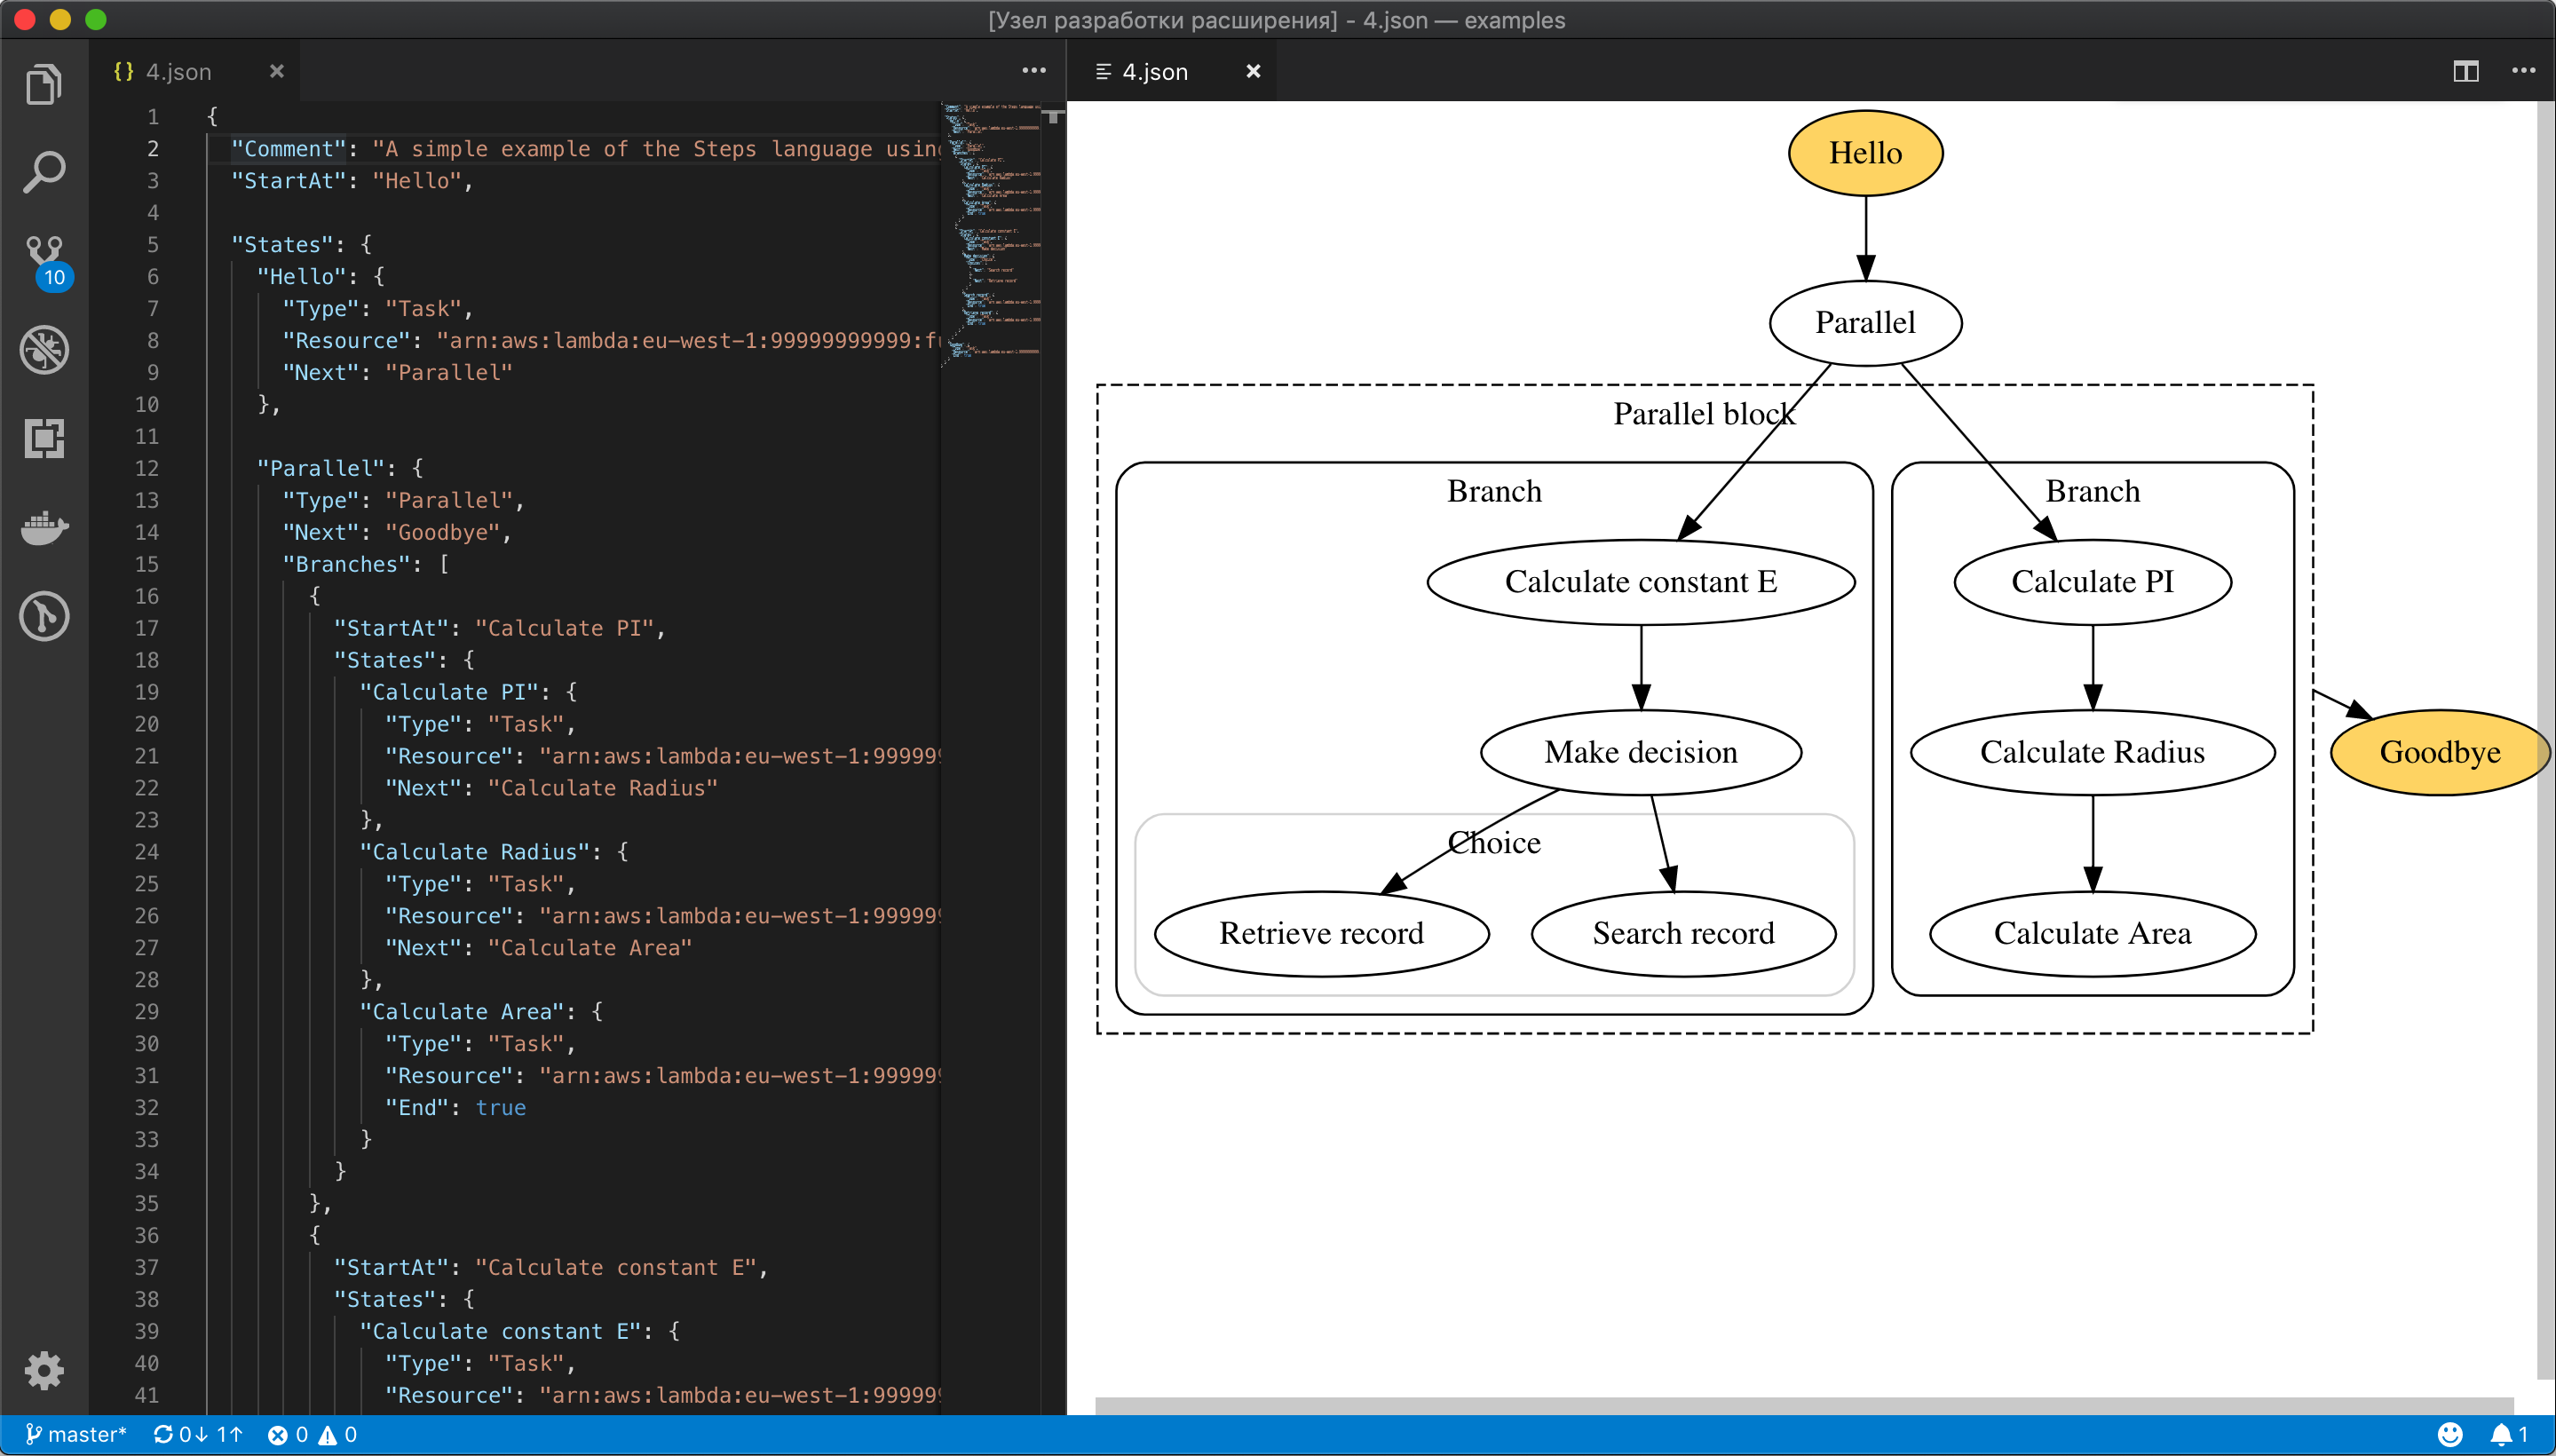 [Узел разработки расширения] - 4.json — examples
{} 4.json
4.json
10
1 {
2 "Comment": "A simple example of the Steps language using
3 "StartAt": "Hello",
4
5 "States": {
6 "Hello": {
7 "Type": "Task",
8 "Resource": "arn:aws:lambda:eu-west-1:99999999999:f
9 "Next": "Parallel"
10 },
11
12 "Parallel": {
13 "Type": "Parallel",
14 "Next": "Goodbye",
15 "Branches": [
16 {
17 "StartAt": "Calculate PI",
18 "States": {
19 "Calculate PI": {
20 "Type": "Task",
21 "Resource": "arn:aws:lambda:eu-west-1:99999
22 "Next": "Calculate Radius"
23 },
24 "Calculate Radius": {
25 "Type": "Task",
26 "Resource": "arn:aws:lambda:eu-west-1:99999
27 "Next": "Calculate Area"
28 },
29 "Calculate Area": {
30 "Type": "Task",
31 "Resource": "arn:aws:lambda:eu-west-1:99999
32 "End": true
33 }
34 }
35 },
36 {
37 "StartAt": "Calculate constant E",
38 "States": {
39 "Calculate constant E": {
40 "Type": "Task",
41 "Resource": "arn:aws:lambda:eu-west-1:99999
Hello
Parallel
Parallel block
Branch
Branch
Calculate constant E
Calculate PI
Make decision
Calculate Radius
Goodbye
Choice
Retrieve record
Search record
Calculate Area
master* 0↓ 1↑ 0 0
1